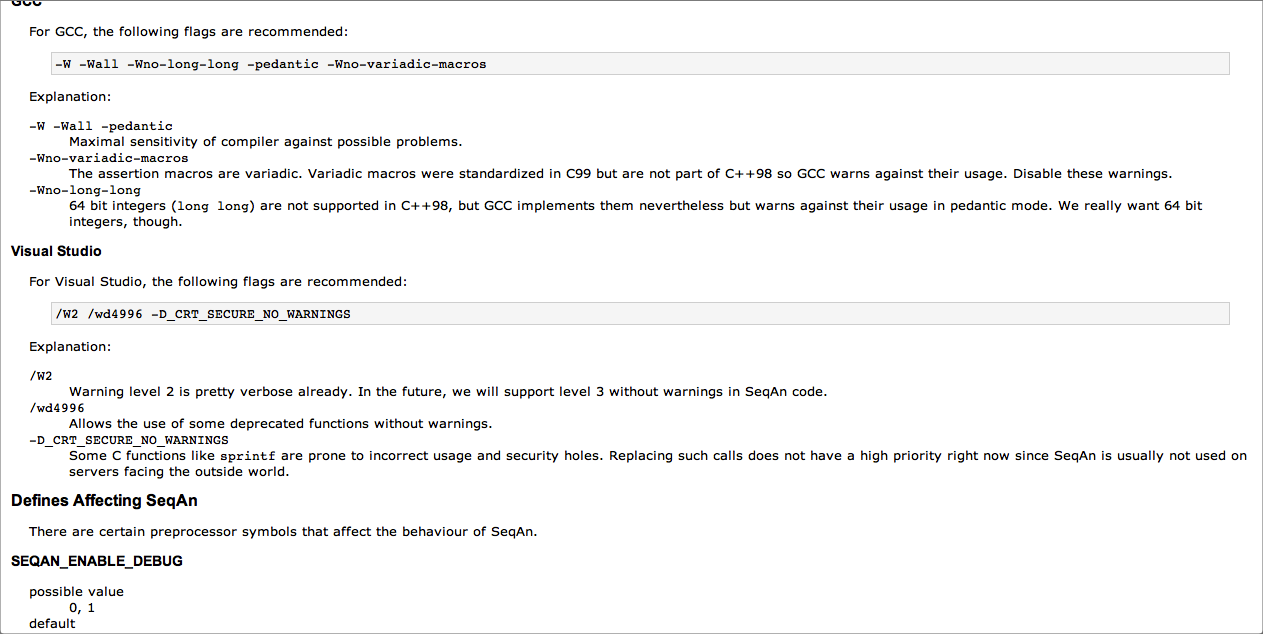 GCC
For GCC, the following flags are recommended:
-W -Wall -Wno-long-long -pedantic -Wno-variadic-macros
Explanation:
-W -Wall -pedantic
Maximal sensitivity of compiler against possible problems.
-Wno-variadic-macros
The assertion macros are variadic. Variadic macros were standardized in C99 but are not part of C++98 so GCC warns against their usage. Disable these warnings.
-Wno-long-long
64 bit integers (long long) are not supported in C++98, but GCC implements them nevertheless but warns against their usage in pedantic mode. We really want 64 bit
integers, though.
Visual Studio
For Visual Studio, the following flags are recommended:
/W2 /wd4996 -D_CRT_SECURE_NO_WARNINGS
Explanation:
/W2
Warning level 2 is pretty verbose already. In the future, we will support level 3 without warnings in SeqAn code.
/wd4996
Allows the use of some deprecated functions without warnings.
-D_CRT_SECURE_NO_WARNINGS
Some C functions like sprintf are prone to incorrect usage and security holes. Replacing such calls does not have a high priority right now since SeqAn is usually not used on
servers facing the outside world.
Defines Affecting SeqAn
There are certain preprocessor symbols that affect the behaviour of SeqAn.
SEQAN_ENABLE_DEBUG
possible value
0, 1
default